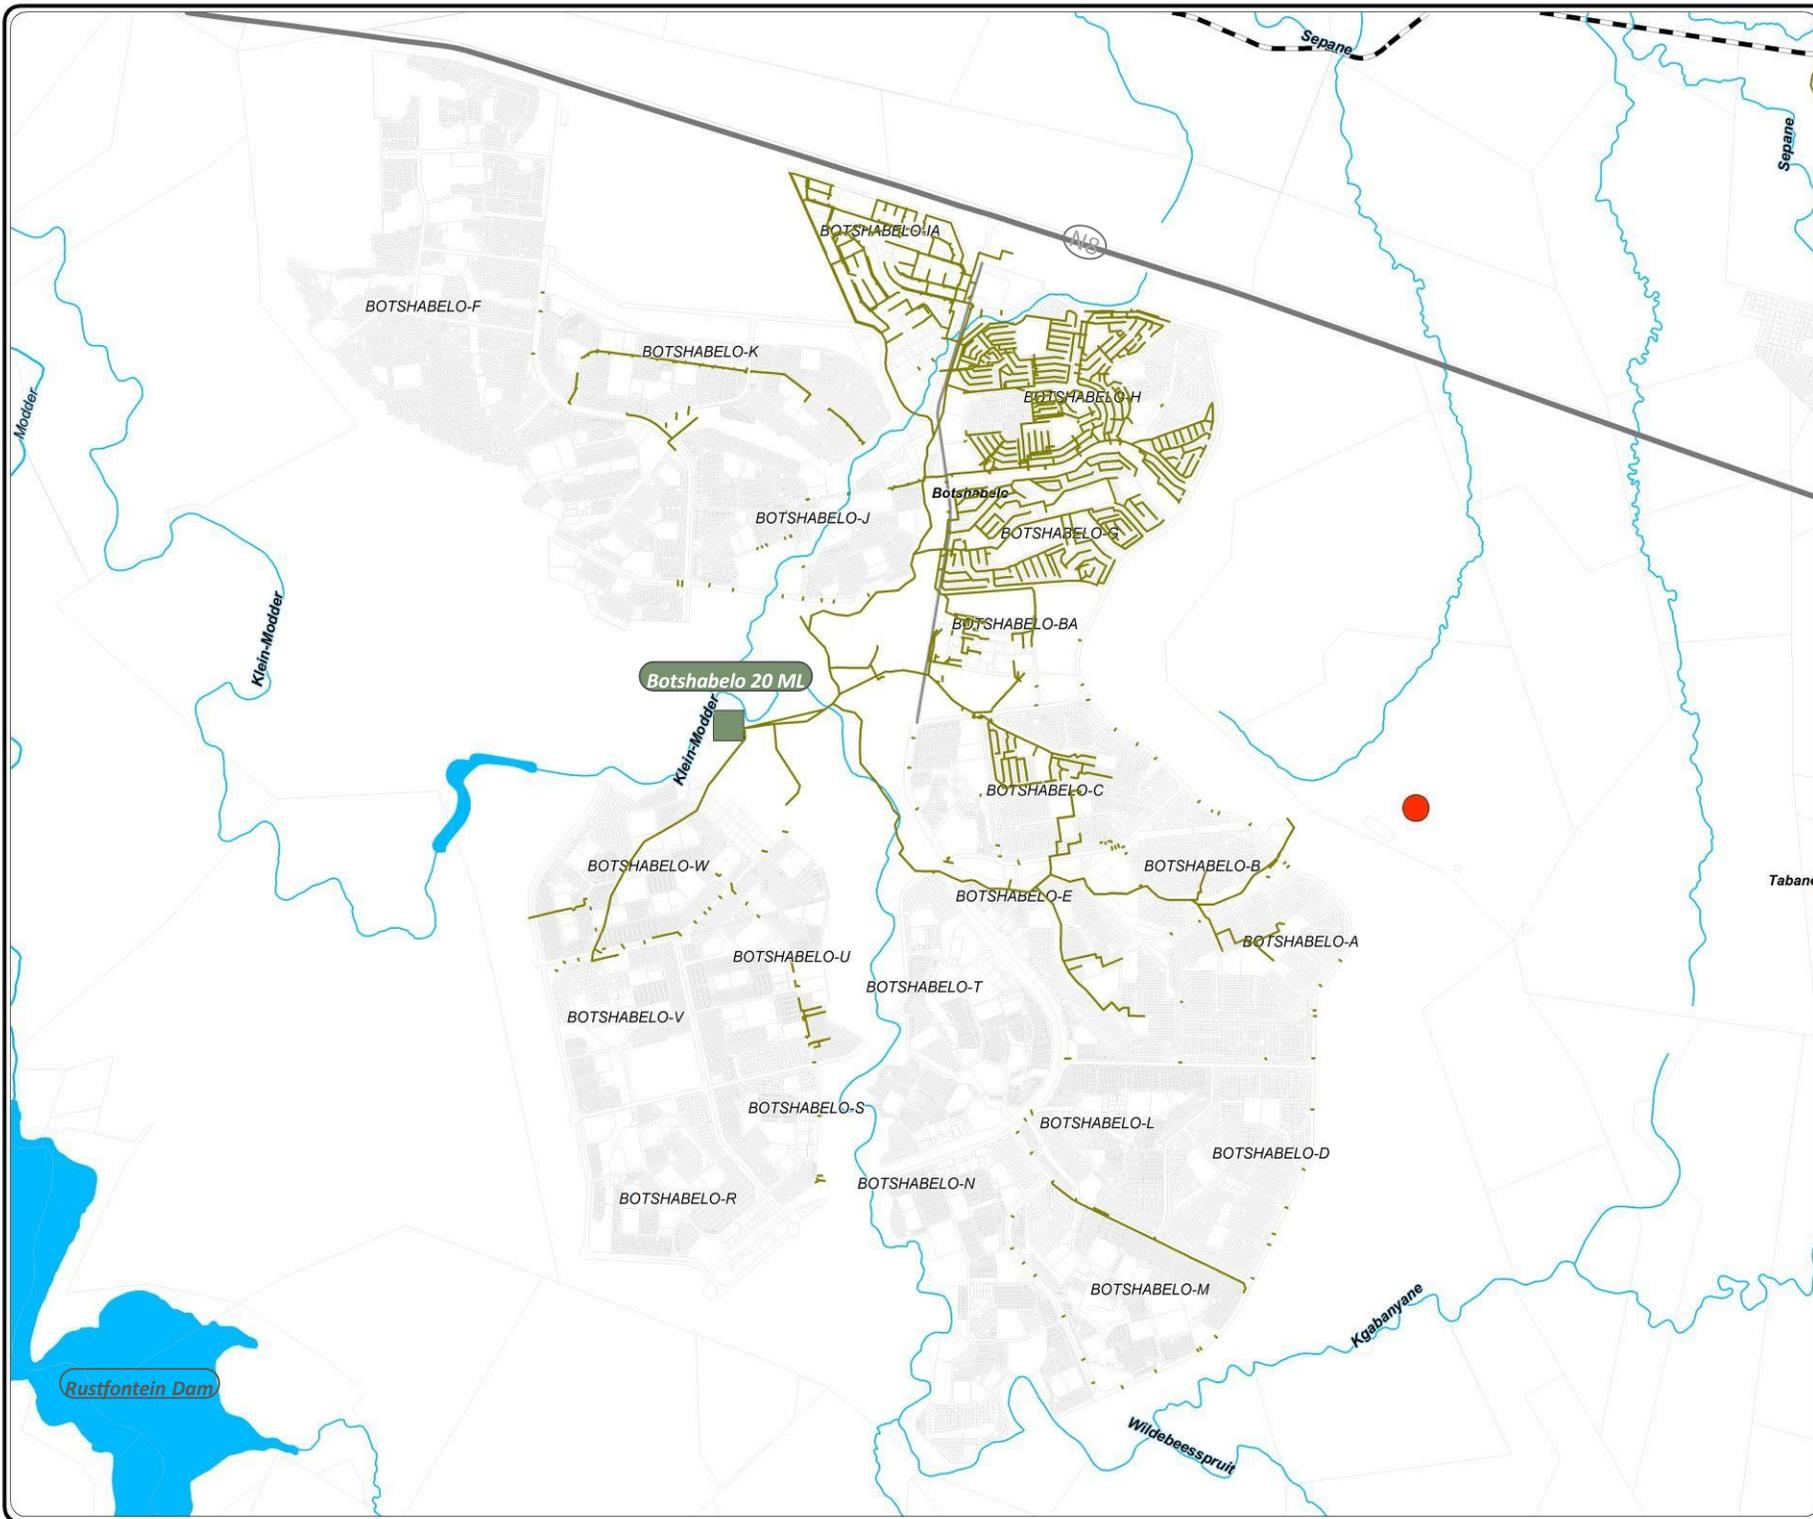 Sepane
Sepane
BOTSHABELO-IA
N8
BOTSHABELO-F
BOTSHABELO-K
Modder
BOTSHABELO-H
Botshabelo
BOTSHABELO-J
BOTSHABELO-G
Klein-Modder
BOTSHABELO-BA
Botshabelo 20 ML
Klein-Modder
BOTSHABELO-C
BOTSHABELO-W
BOTSHABELO-B
Tabane
BOTSHABELO-E
BOTSHABELO-A
BOTSHABELO-U
BOTSHABELO-T
BOTSHABELO-V
BOTSHABELO-S
BOTSHABELO-L
BOTSHABELO-D
BOTSHABELO-N
BOTSHABELO-R
BOTSHABELO-M
Kgabanyane
Rustfontein Dam
Wildebeesspruit